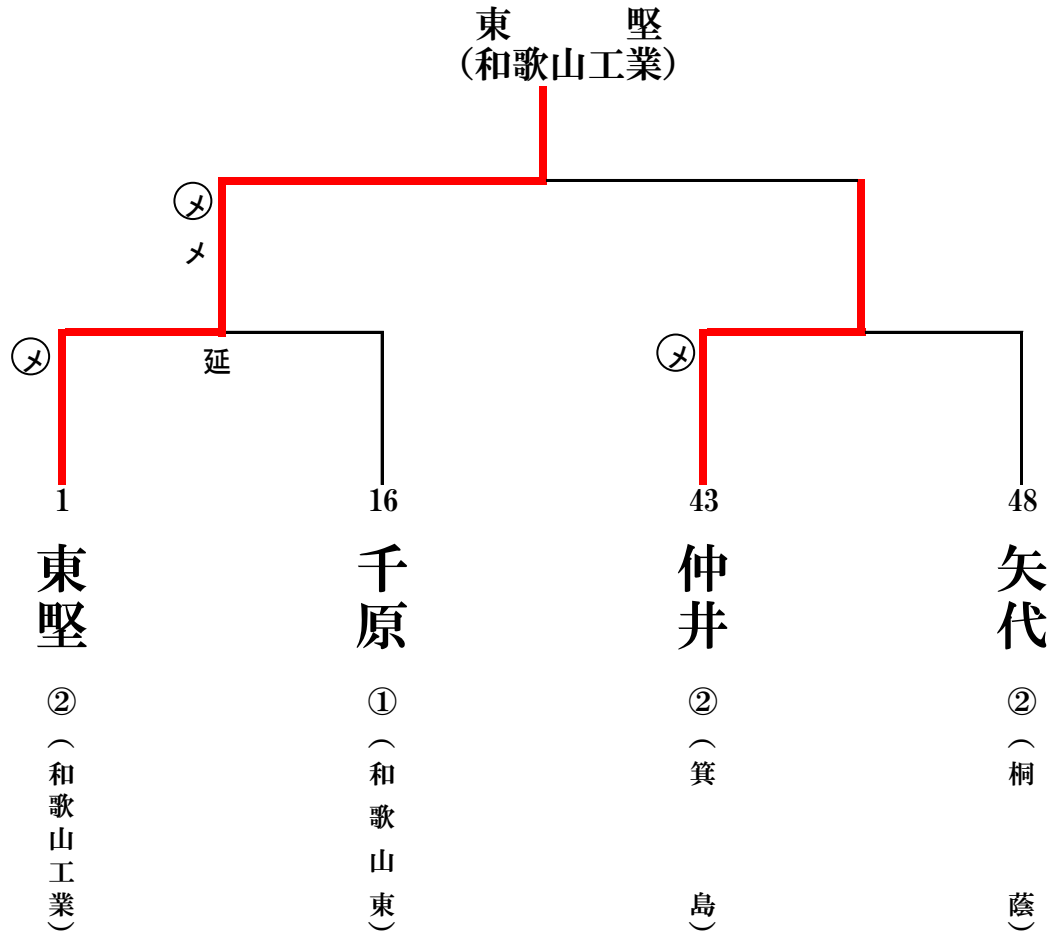 東　堅
（和歌山工業）
㋱
メ
㋱
延
㋱
1
16
43
48
東堅
千原
仲井
矢代
②
①
②
②
（和歌山工業）
（和歌山東）
（箕島）
（桐蔭）